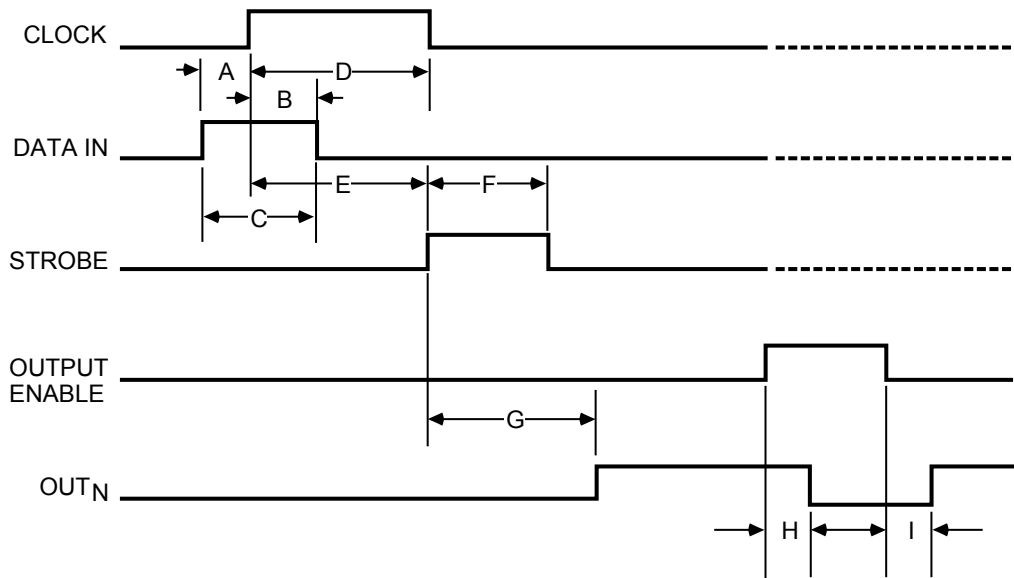 CLOCK
A
D
B
DATA IN
E
F
C
STROBE
OUTPUT
ENABLE
G
OUTN
H
I